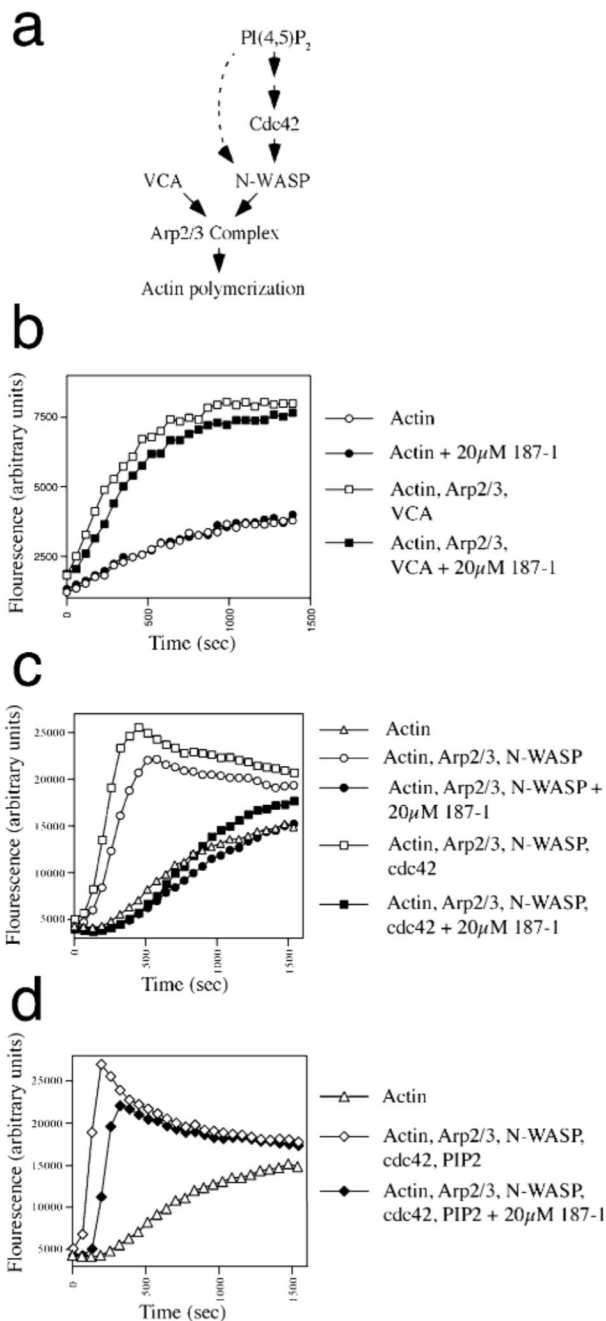 a
PI(4,5)P2
Cdc42
VCA N-WASP
Arp2/3 Complex
Actin polymerization
b
Flourescence (arbitrary units)
7500
5000
2500
0
500
1000
1500
Time (sec)
Actin
Actin + 20μM 187-1
Actin, Arp2/3,
VCA
Actin, Arp2/3,
VCA + 20μM 187-1
c
Flourescence (arbitrary units)
25000
20000
15000
10000
5000
0
500
1000
1500
Time (sec)
Actin
Actin, Arp2/3, N-WASP
Actin, Arp2/3, N-WASP +
20μM 187-1
Actin, Arp2/3, N-WASP,
cdc42
Actin, Arp2/3, N-WASP,
cdc42 + 20μM 187-1
d
Flourescence (arbitrary units)
25000
20000
15000
10000
5000
0
500
1000
1500
Time (sec)
Actin
Actin, Arp2/3, N-WASP,
cdc42, PIP2
Actin, Arp2/3, N-WASP,
cdc42, PIP2 + 20μM 187-1